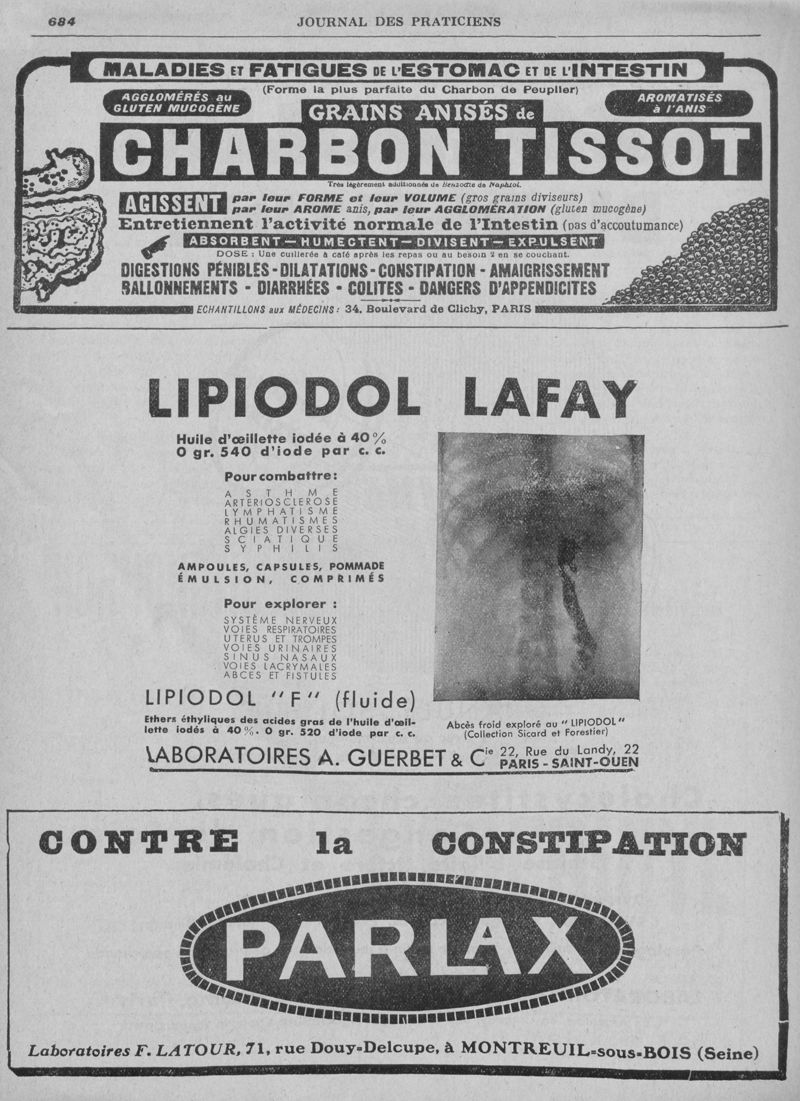 684
JOURNAL DES PRATICIENS
MALADIES ET FATIGUES DE L'ESTOMAC ET DE L'INTESTIN
(Forme la plus parfaite du Charbon de Peuplier)
AGGLOMÉRÉS au
GLUTEN MUCOGÈNE
GRAINS ANISÉS de
AROMATISÉS
à l'ANIS
CHARBON TISSOT
Très légèrement additionnés de Benzoate de Naphtol.
AGISSENT
par leur FORME et leur VOLUME (gros grains diviseurs)
par leur AROME anis, par leur AGGLOMÉRATION (gluten mucogène)
Entretiennent l'activité normale de l'Intestin (pas d'accoutumance)
ABSORBENT — HUMECTENT — DIVISENT — EXPULSENT
DOSE : Une cuillerée à café après les repas ou au besoin 2 en se couchant.
DIGESTIONS PÉNIBLES - DILATATIONS - CONSTIPATION - AMAIGRISSEMENT
BALLONNEMENTS - DIARRHÉES - COLITES - DANGERS D'APPENDICITES
ECHANTILLONS aux MÉDECINS : 34. Boulevard de Clichy, PARIS
LIPIODOL LAFAY
Huile d'œillette iodée à 40 %
0 gr. 540 d'iode par c. c.
Pour combattre :
ASTHME
ARTERIOSCLEROSE
LYMPHATISME
RHUMATISMES
ALGIES DIVERSES
SCIATIQUE
SYPHILIS
AMPOULES, CAPSULES, POMMADE
ÉMULSION, COMPRIMÉS
Pour explorer :
SYSTÈME NERVEUX
VOIES RESPIRATOIRES
UTERUS ET TROMPES
VOIES URINAIRES
SINUS NASAUX
VOIES LACRYMALES
ABCES ET FISTULES
LIPIODOL "F" (fluide)
Ethers éthyliques des acides gras de l'huile d'œil-
lette iodés à 40 %. 0 gr. 520 d'iode par c. c.
Abcès froid exploré au "LIPIODOL"
(Collection Sicard et Forestier)
LABORATOIRES A. GUERBET & Cie 22, Rue du Landy, 22
PARIS - SAINT-OUEN
CONTRE la CONSTIPATION
PARLAX
Laboratoires F. LATOUR, 71, rue Douy-Delcupe, à MONTREUIL-sous-BOIS (Seine)